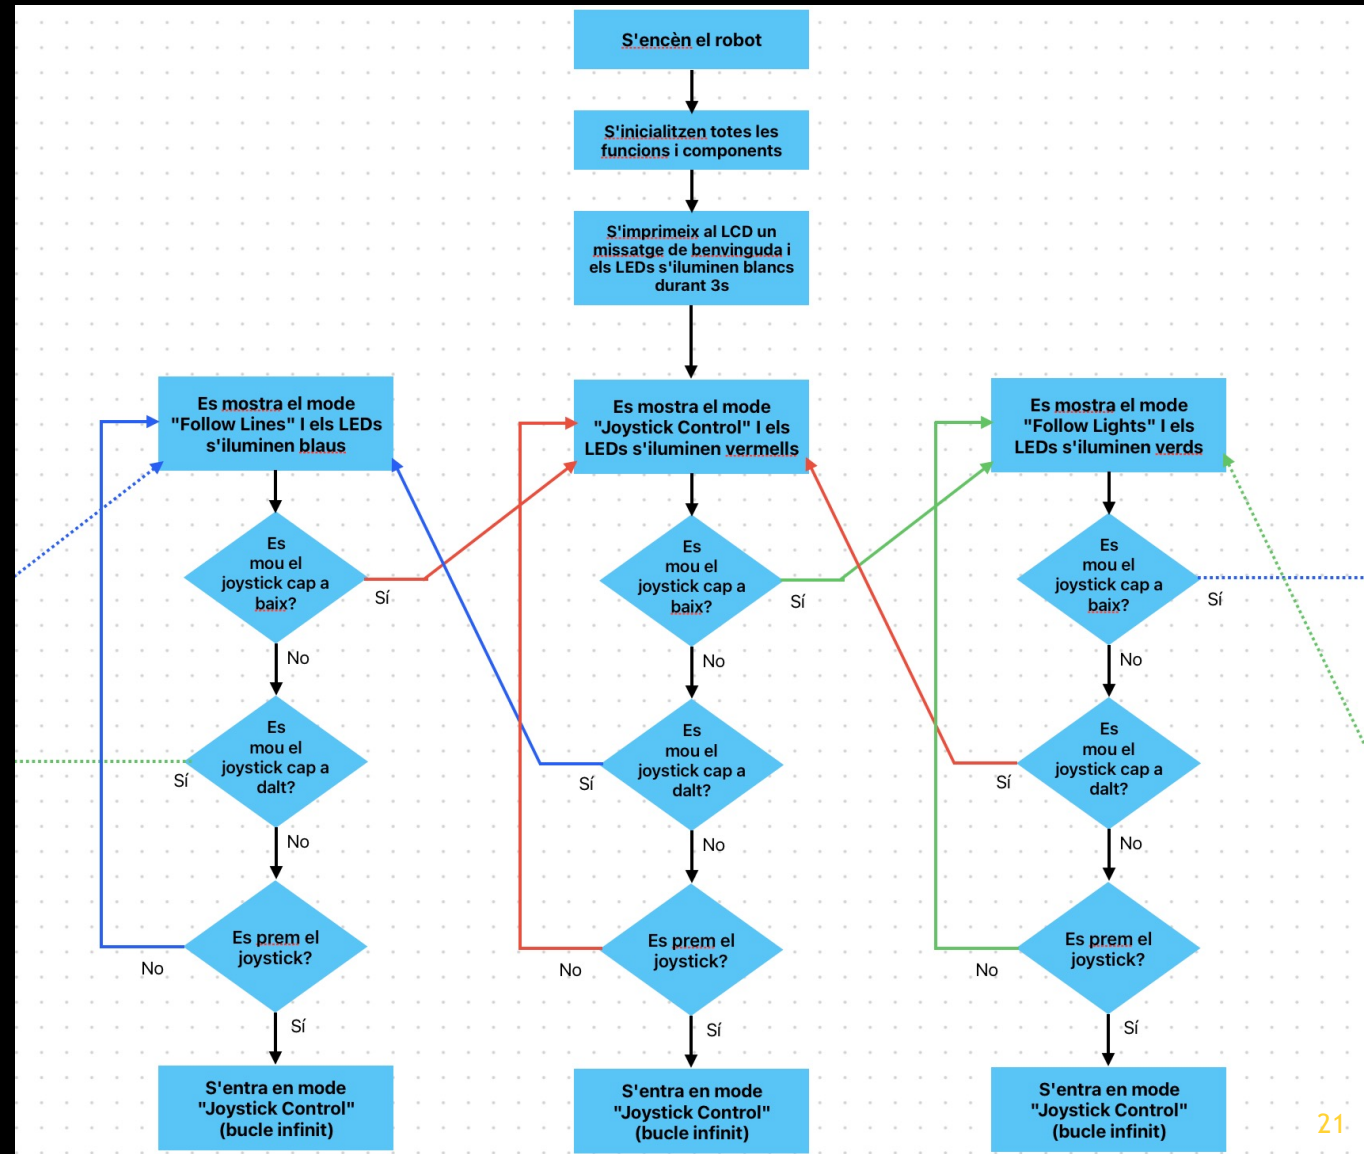 S'encèn el robot
S'inicialitzen totes les
funcions i components
S'imprimeix al LCD un
missatge de benvinguda i
els LEDs s'iluminen blancs
durant 3s
Es mostra el mode
"Follow Lines" I els LEDs
s'iluminen blaus
Es
mou el
joystick cap a
baix?
Sí
No
Es
mou el
joystick cap a
dalt?
Sí
No
Es prem el
joystick?
No
Sí
S'entra en mode
"Joystick Control"
(bucle infinit)
Es mostra el mode
"Joystick Control" I els
LEDs s'iluminen vermells
Es
mou el
joystick cap a
baix?
Sí
No
Es
mou el
joystick cap a
dalt?
Sí
No
Es prem el
joystick?
No
Sí
S'entra en mode
"Joystick Control"
(bucle infinit)
Es mostra el mode
"Follow Lights" I els
LEDs s'iluminen verds
Es
mou el
joystick cap a
baix?
Sí
No
Es
mou el
joystick cap a
dalt?
Sí
No
Es prem el
joystick?
No
Sí
S'entra en mode
"Joystick Control"
(bucle infinit)
21